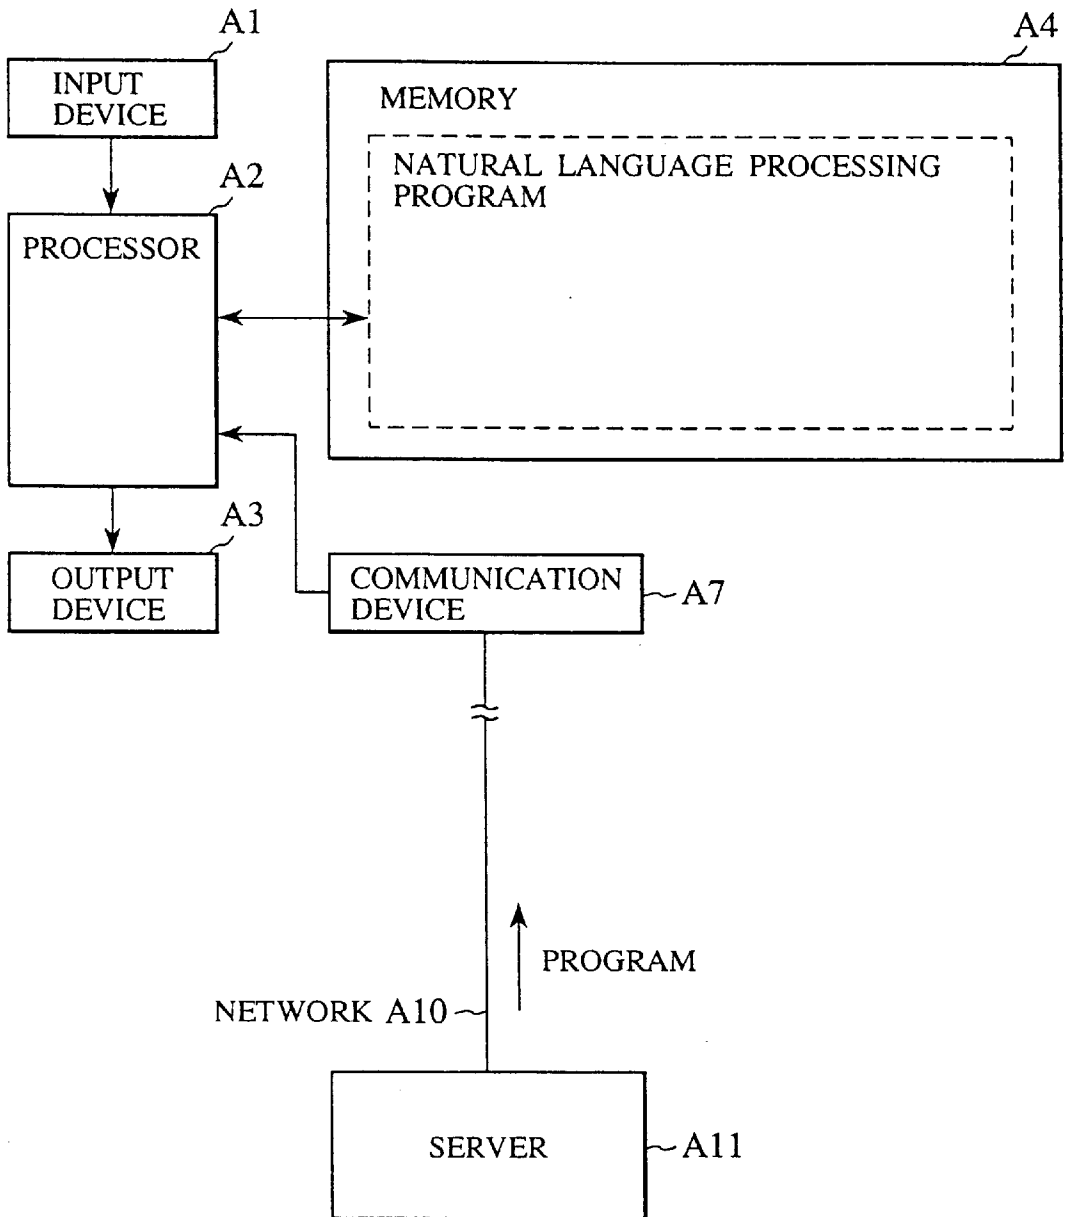 A1
INPUT
DEVICE
A4
MEMORY
NATURAL LANGUAGE PROCESSING
PROGRAM
A2
PROCESSOR
A3
OUTPUT
DEVICE
COMMUNICATION
DEVICE
A7
PROGRAM
NETWORK A10
SERVER
A11